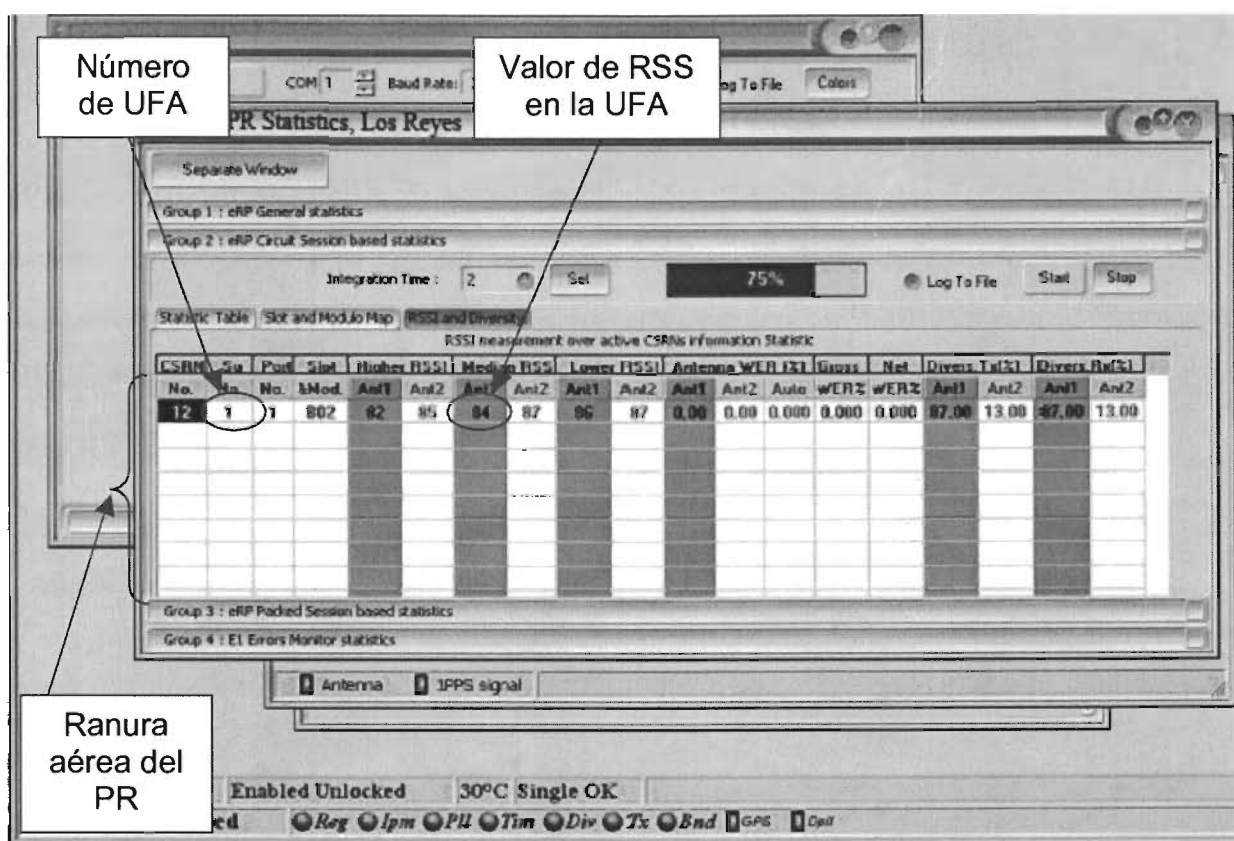 Número de UFA
Valor de RSS en la UFA
COM 1 Baud Rate: Log To File Colors
PR Statistics, Los Reyes
Separate Window
Group 1 : eRP General statistics
Group 2 : eRP Circuit Session based statistics
Integration Time : 2 Set 75% Log To File Start Stop
Statistic Table Slot and Modulo Map RSSI and Diversity
RSSI measurement over active CSRNs information Statistic
CSRN Su Port Slot Higher RSSI Median RSS Lower RSSI Antenna WER [%] Gross Net Divers Tx[%] Divers Rx[%]
No. No. No. &Mod. Ant1 Ant2 Ant1 Ant2 Ant1 Ant2 Ant1 Ant2 Auto WER% WER% Ant1 Ant2 Ant1 Ant2
12 1 1 802 82 85 84 87 86 87 0.00 0.00 0.000 0.000 0.000 87.00 13.00 87.00 13.00
Group 3 : eRP Packed Session based statistics
Group 4 : E1 Errors Monitor statistics
Antenna 1PPS signal
Ranura aérea del PR
Enabled Unlocked 30°C Single OK
Reg Ipm Pll Tim Div Tx Bnd GPS